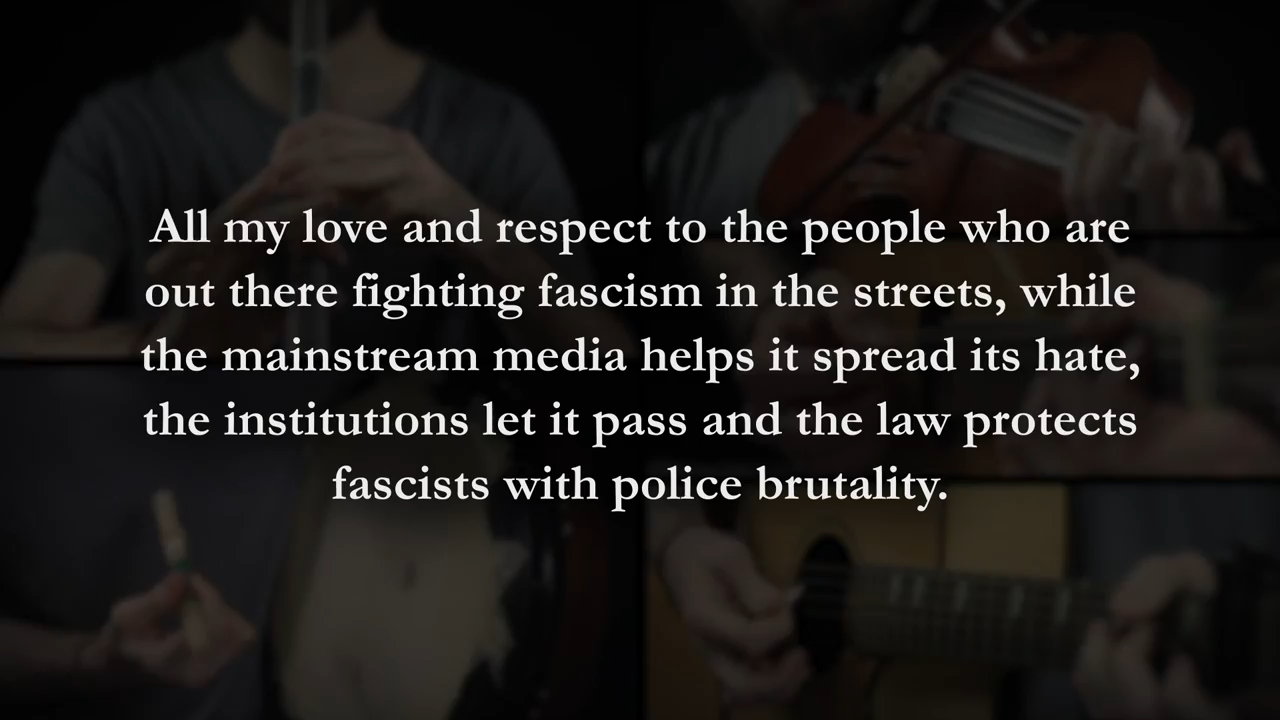 All my love and respect to the people who are
out there fighting fascism in the streets, while
the mainstream media helps it spread its hate,
the institutions let it pass and the law protects
fascists with police brutality.